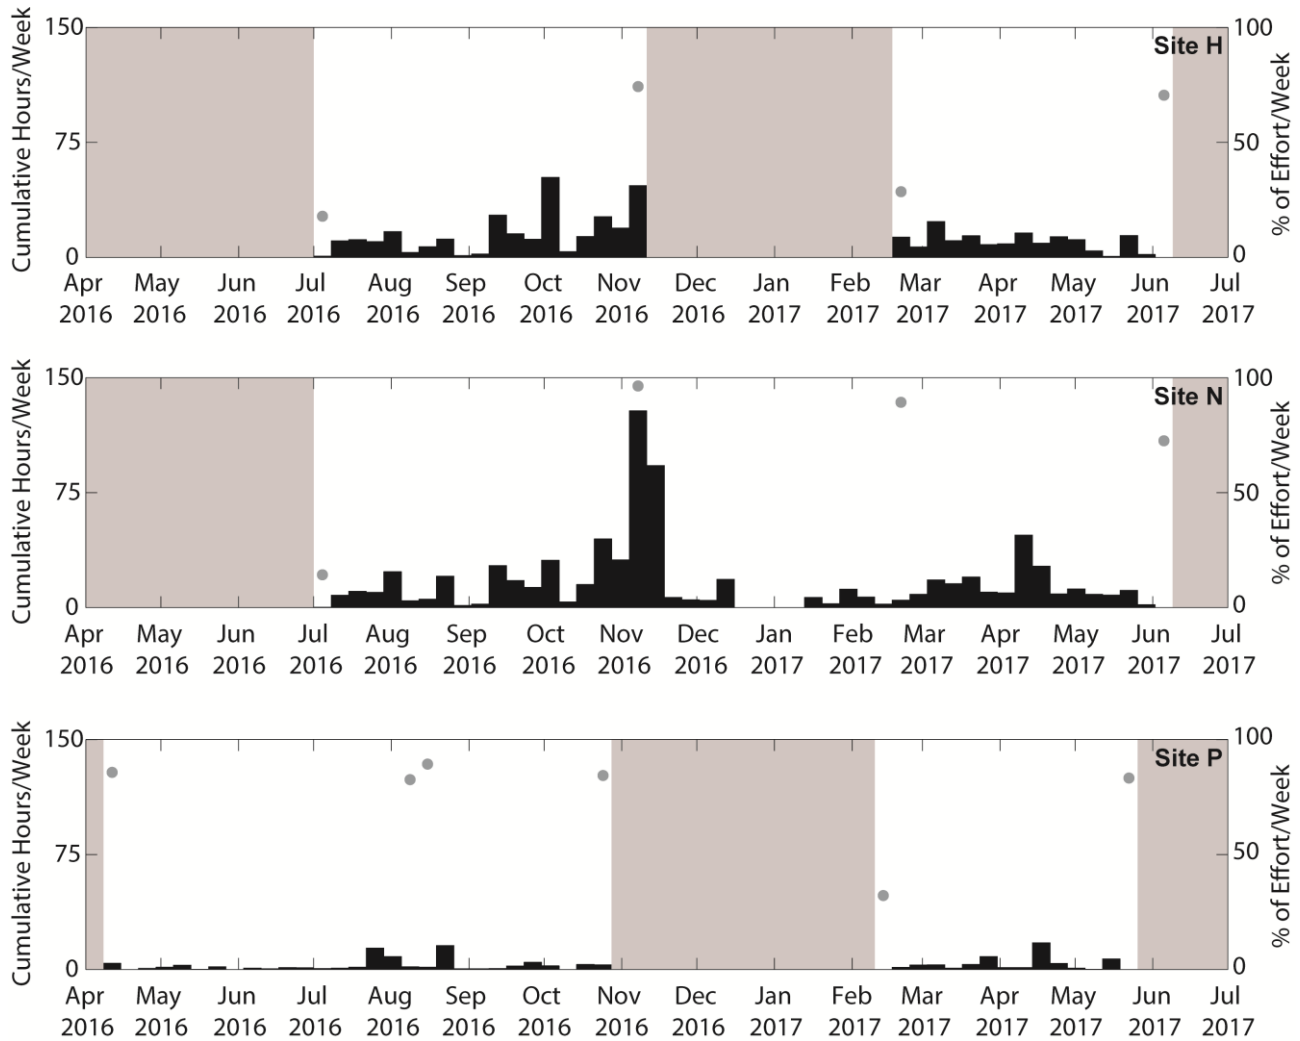 Cumulative Hours/Week
150
75
0
Site H
100
50
0
% of Effort/Week
Apr May Jun Jul Aug Sep Oct Nov Dec Jan Feb Mar Apr May Jun Jul
2016 2016 2016 2016 2016 2016 2016 2016 2016 2017 2017 2017 2017 2017 2017 2017
Cumulative Hours/Week
150
75
0
Site N
100
50
0
% of Effort/Week
Apr May Jun Jul Aug Sep Oct Nov Dec Jan Feb Mar Apr May Jun Jul
2016 2016 2016 2016 2016 2016 2016 2016 2016 2017 2017 2017 2017 2017 2017 2017
Cumulative Hours/Week
150
75
0
Site P
100
50
0
% of Effort/Week
Apr May Jun Jul Aug Sep Oct Nov Dec Jan Feb Mar Apr May Jun Jul
2016 2016 2016 2016 2016 2016 2016 2016 2016 2017 2017 2017 2017 2017 2017 2017